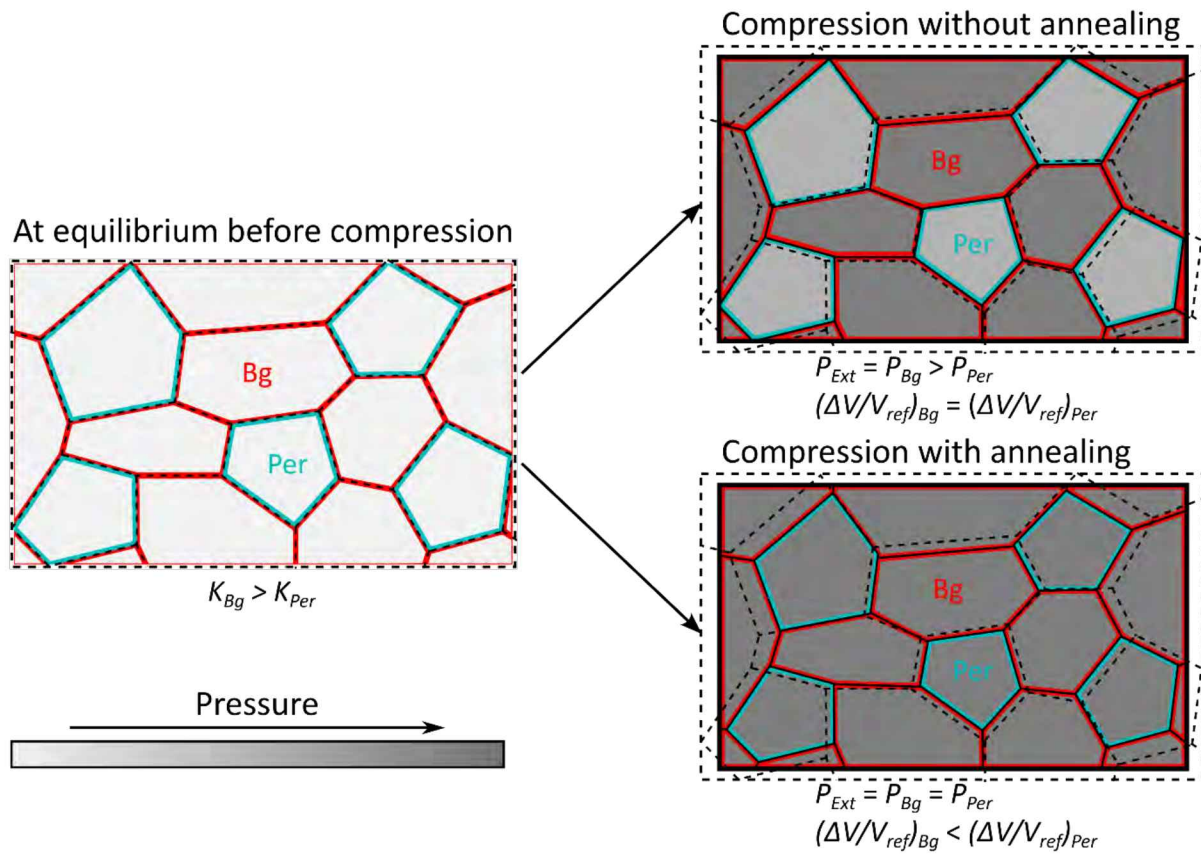 Compression without annealing
Bg
Per
P_Ext = P_Bg > P_Per
(ΔV/V_ref)_Bg = (ΔV/V_ref)_Per
At equilibrium before compression
Bg
Per
K_Bg > K_Per
Pressure
Compression with annealing
Bg
Per
P_Ext = P_Bg = P_Per
(ΔV/V_ref)_Bg < (ΔV/V_ref)_Per